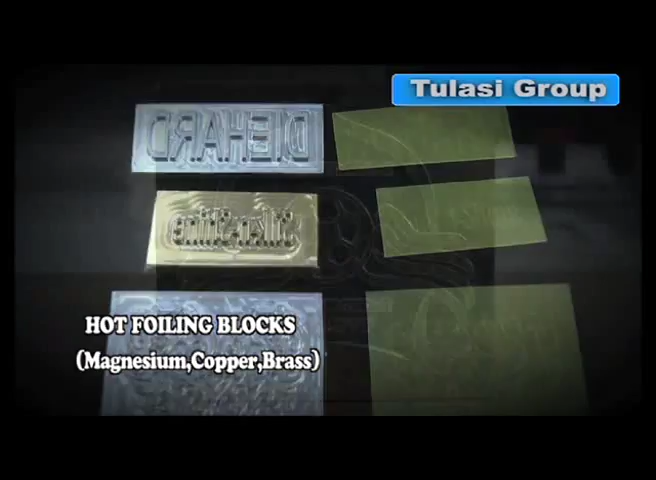 Tulasi Group
DIEHARD
HOT FOILING BLOCKS
(Magnesium,Copper,Brass)